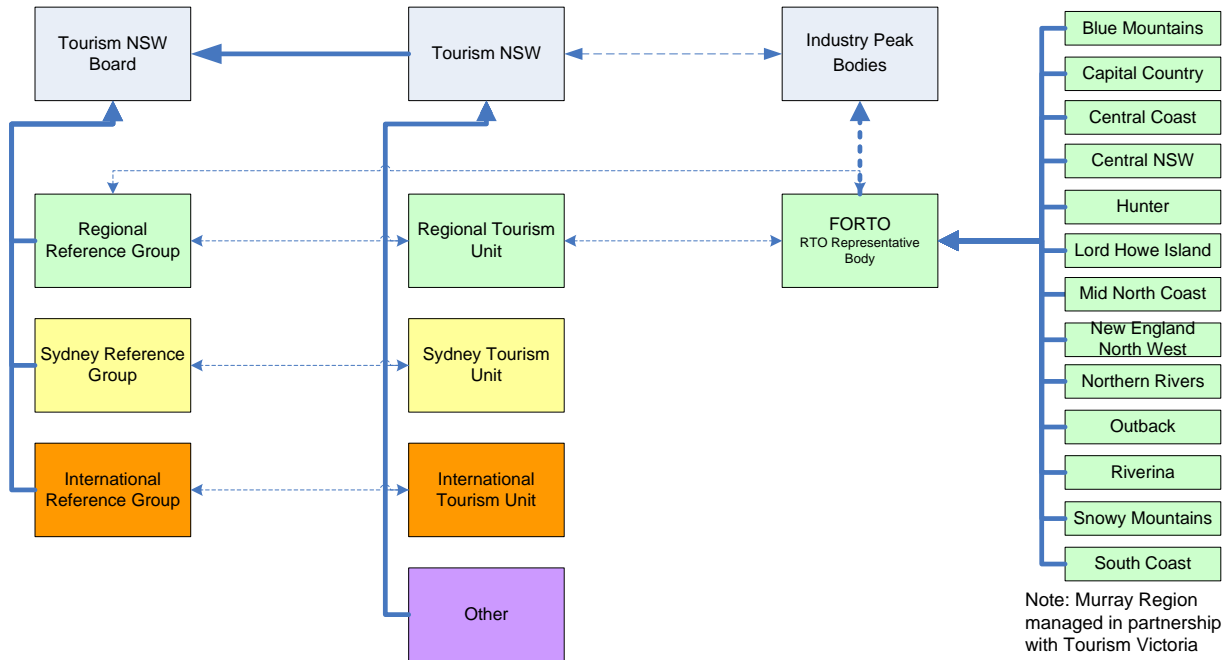 Tourism NSW
Board
Tourism NSW
Industry Peak
Bodies
Regional
Reference Group
Regional Tourism
Unit
FORTO
RTO Representative
Body
Sydney Reference
Group
Sydney Tourism
Unit
International
Reference Group
International
Tourism Unit
Other
Blue Mountains
Capital Country
Central Coast
Central NSW
Hunter
Lord Howe Island
Mid North Coast
New England
North West
Northern Rivers
Outback
Riverina
Snowy Mountains
South Coast
Note: Murray Region
managed in partnership
with Tourism Victoria